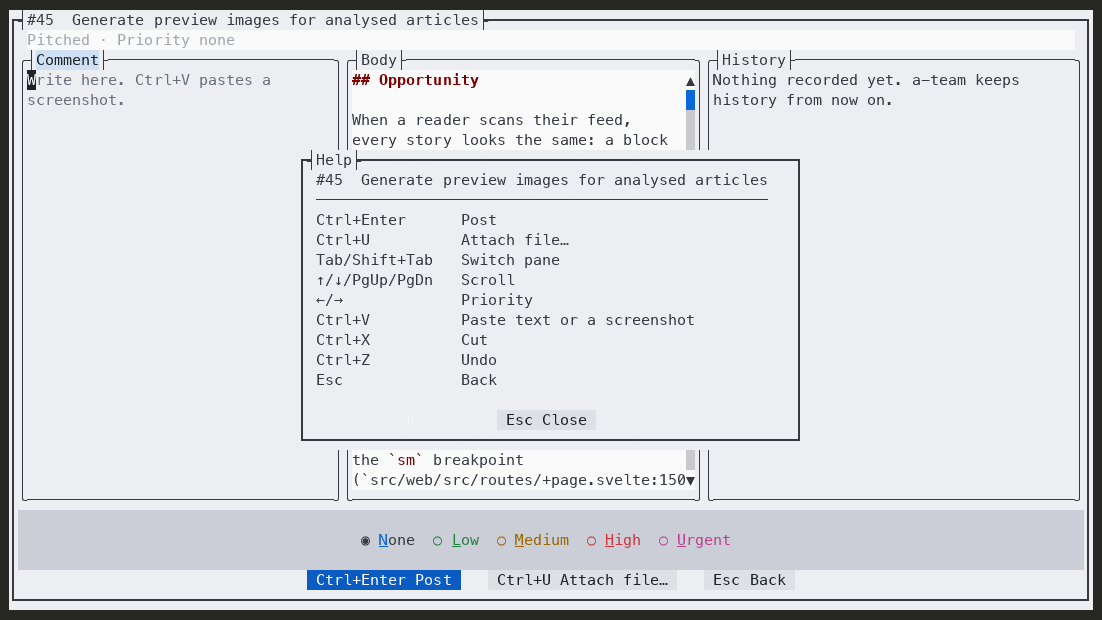 #45  Generate preview images for analysed articles
Pitched · Priority none
Comment
Write here. Ctrl+V pastes a
screenshot.
Body
## Opportunity
When a reader scans their feed,
every story looks the same: a block
History
Nothing recorded yet. a—team keeps
history from now on.
Help
#45  Generate preview images for analysed articles
Ctrl+Enter Post
Ctrl+U Attach file…
Tab/Shift+Tab Switch pane
↑/↓/PgUp/PgDn Scroll
←/→ Priority
Ctrl+V Paste text or a screenshot
Ctrl+X Cut
Ctrl+Z Undo
Esc Back
Esc Close
the `sm` breakpoint
(`src/web/src/routes/+page.svelte:150
◉ None ○ Low ○ Medium ○ High ○ Urgent
Ctrl+Enter Post Ctrl+U Attach file… Esc Back